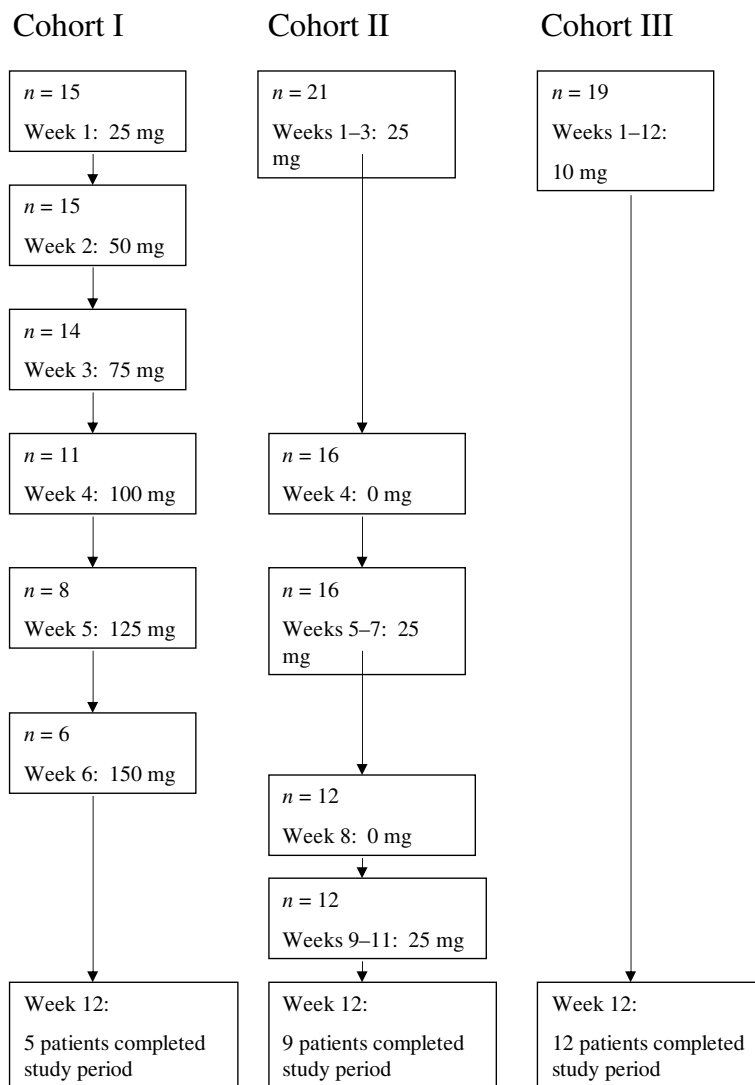 Cohort I
n = 15
Week 1: 25 mg
n = 15
Week 2: 50 mg
n = 14
Week 3: 75 mg
n = 11
Week 4: 100 mg
n = 8
Week 5: 125 mg
n = 6
Week 6: 150 mg
Week 12:
5 patients completed
study period
Cohort II
n = 21
Weeks 1–3: 25
mg
n = 16
Week 4: 0 mg
n = 16
Weeks 5–7: 25
mg
n = 12
Week 8: 0 mg
n = 12
Weeks 9–11: 25 mg
Week 12:
9 patients completed
study period
Cohort III
n = 19
Weeks 1–12:
10 mg
Week 12:
12 patients completed
study period